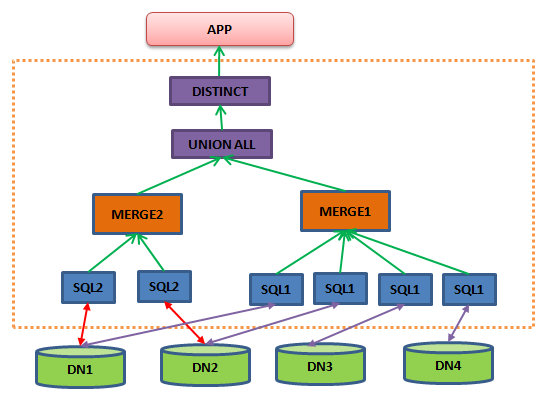 APP
DISTINCT
UNION ALL
MERGE2
MERGE1
SQL2
SQL2
SQL1
SQL1
SQL1
SQL1
DN1
DN2
DN3
DN4